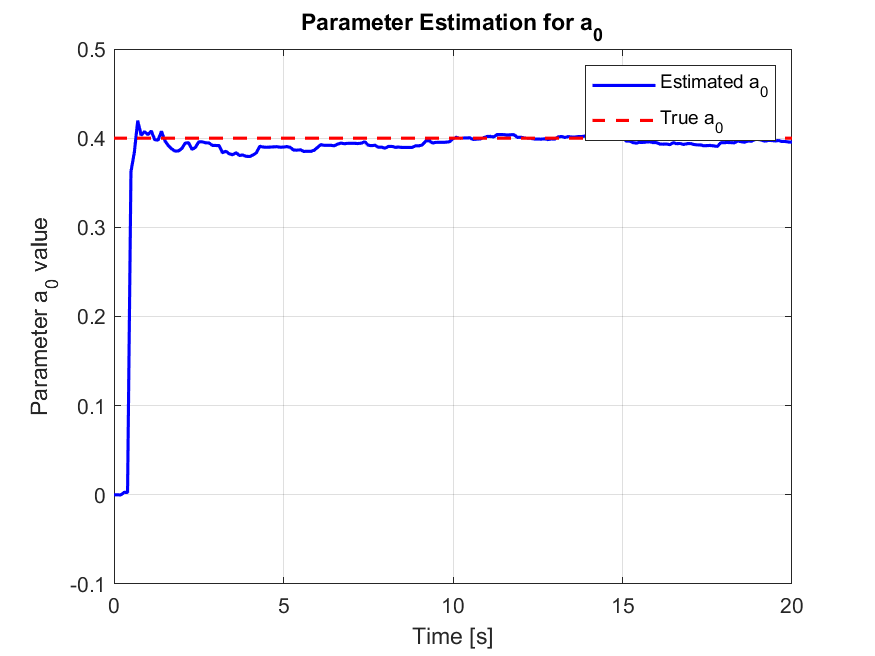 Parameter Estimation for a0
0.5
Estimated a0
True a0
0.4
0.3
0.2
0.1
0
-0.1
Parameter a0 value
0 5 10 15 20
Time [s]